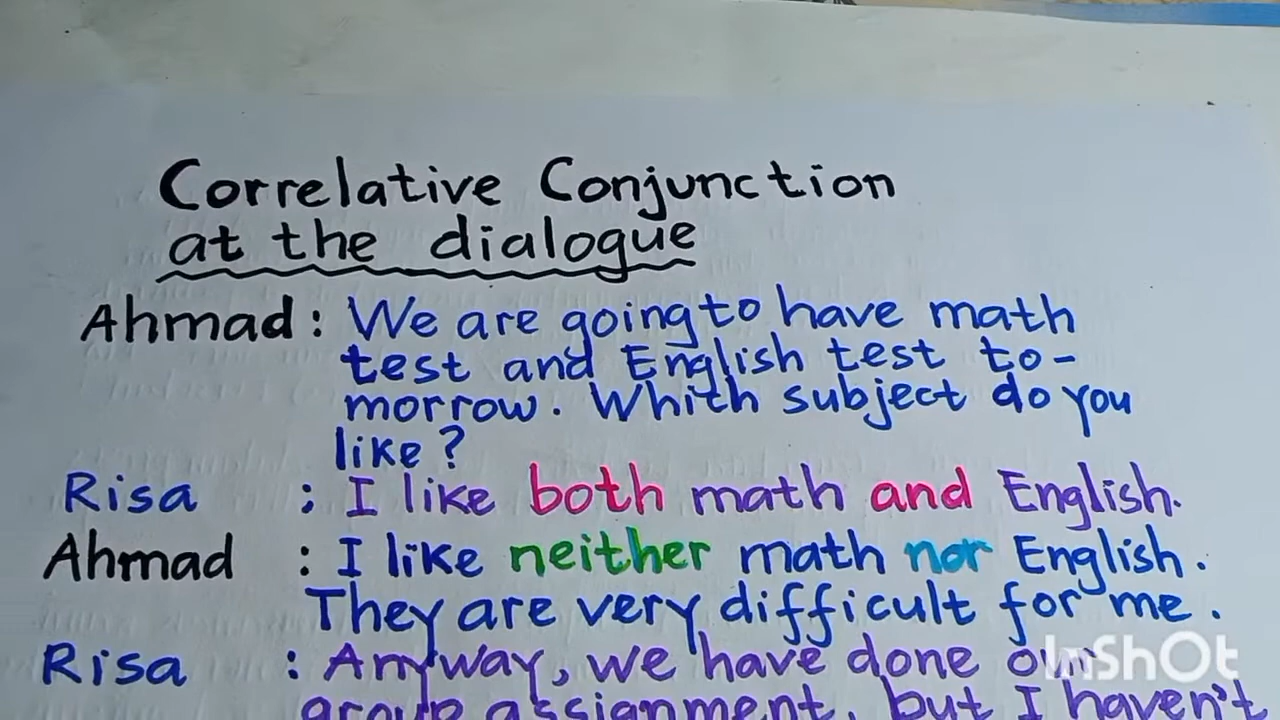 Correlative Conjunction
at the dialogue
Ahmad : We are going to have math
test and English test to-
morrow. Which subject do you
like?
Risa : I like both math and English.
Ahmad : I like neither math nor English.
They are very difficult for me.
Risa : Anyway, we have done our
group assignment, but I haven't
InShOt